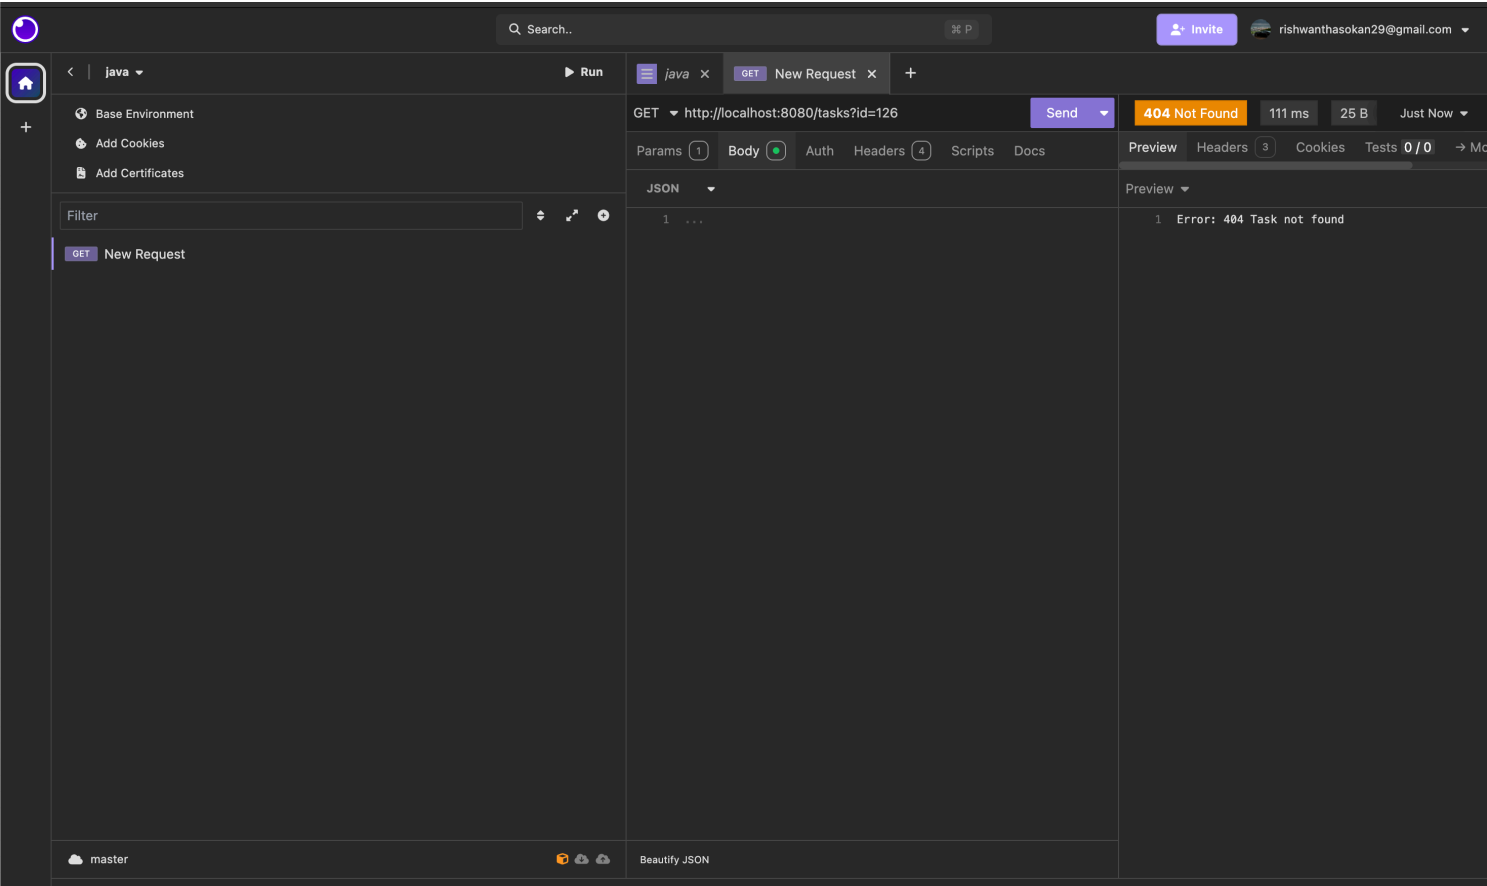 Search..
⌘ P
Invite
rishwanthasokan29@gmail.com
java
Run
java
GET New Request
Base Environment
Add Cookies
Add Certificates
Filter
GET New Request
GET http://localhost:8080/tasks?id=126
Send
404 Not Found
111 ms
25 B
Just Now
Params 1
Body
Auth
Headers 4
Scripts
Docs
Preview
Headers 3
Cookies
Tests 0 / 0
→ Mo
JSON
Preview
1 ...
1 Error: 404 Task not found
master
Beautify JSON